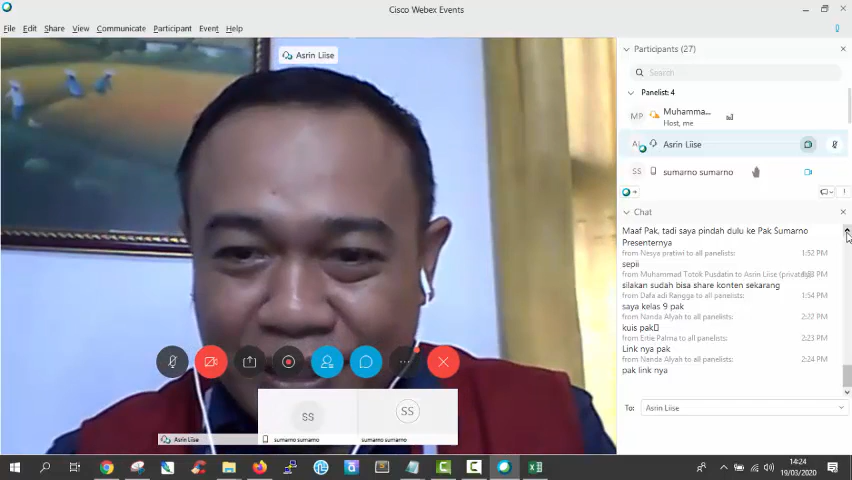 Cisco Webex Events
File Edit Share View Communicate Participant Event Help
Asrin Liise
Participants (27)
Search
Panelist: 4
MP Muhamma...
Host, me
Asrin Liise
SS sumarno sumarno
Chat
Maaf Pak, tadi saya pindah dulu ke Pak Sumarno
Presenternya
from Nesya pratiwi to all panelists: 1:52 PM
sepii
from Muhammad Totok Pusdatin to Asrin Liise (privately):
silakan sudah bisa share konten sekarang
from Dafa adi Rangga to all panelists: 1:54 PM
saya kelas 9 pak
from Nanda Alyah to all panelists: 2:22 PM
kuis pak
from Ertie Palma to all panelists: 2:23 PM
Link nya pak
from Nanda Alyah to all panelists: 2:24 PM
pak link nya
To: Asrin Liise
SS SS
Asrin Liise sumarno sumarno sumarno sumarno
14:24
19/03/2020